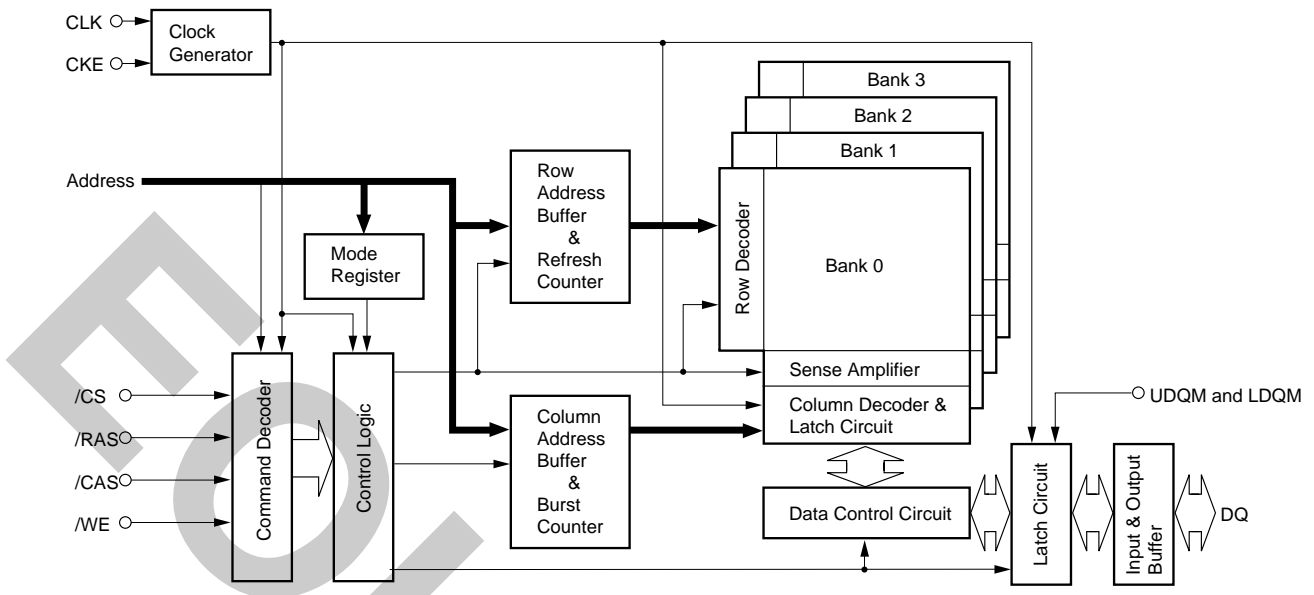 CLK
CKE
Clock
Generator
Bank 3
Bank 2
Bank 1
Bank 0
Row Decoder
Sense Amplifier
Column Decoder &
Latch Circuit
Address
Mode
Register
Row
Address
Buffer
&
Refresh
Counter
/CS
/RAS
/CAS
/WE
Command Decoder
Control Logic
Column
Address
Buffer
&
Burst
Counter
Data Control Circuit
UDQM and LDQM
Latch Circuit
Input & Output
Buffer
DQ
EO